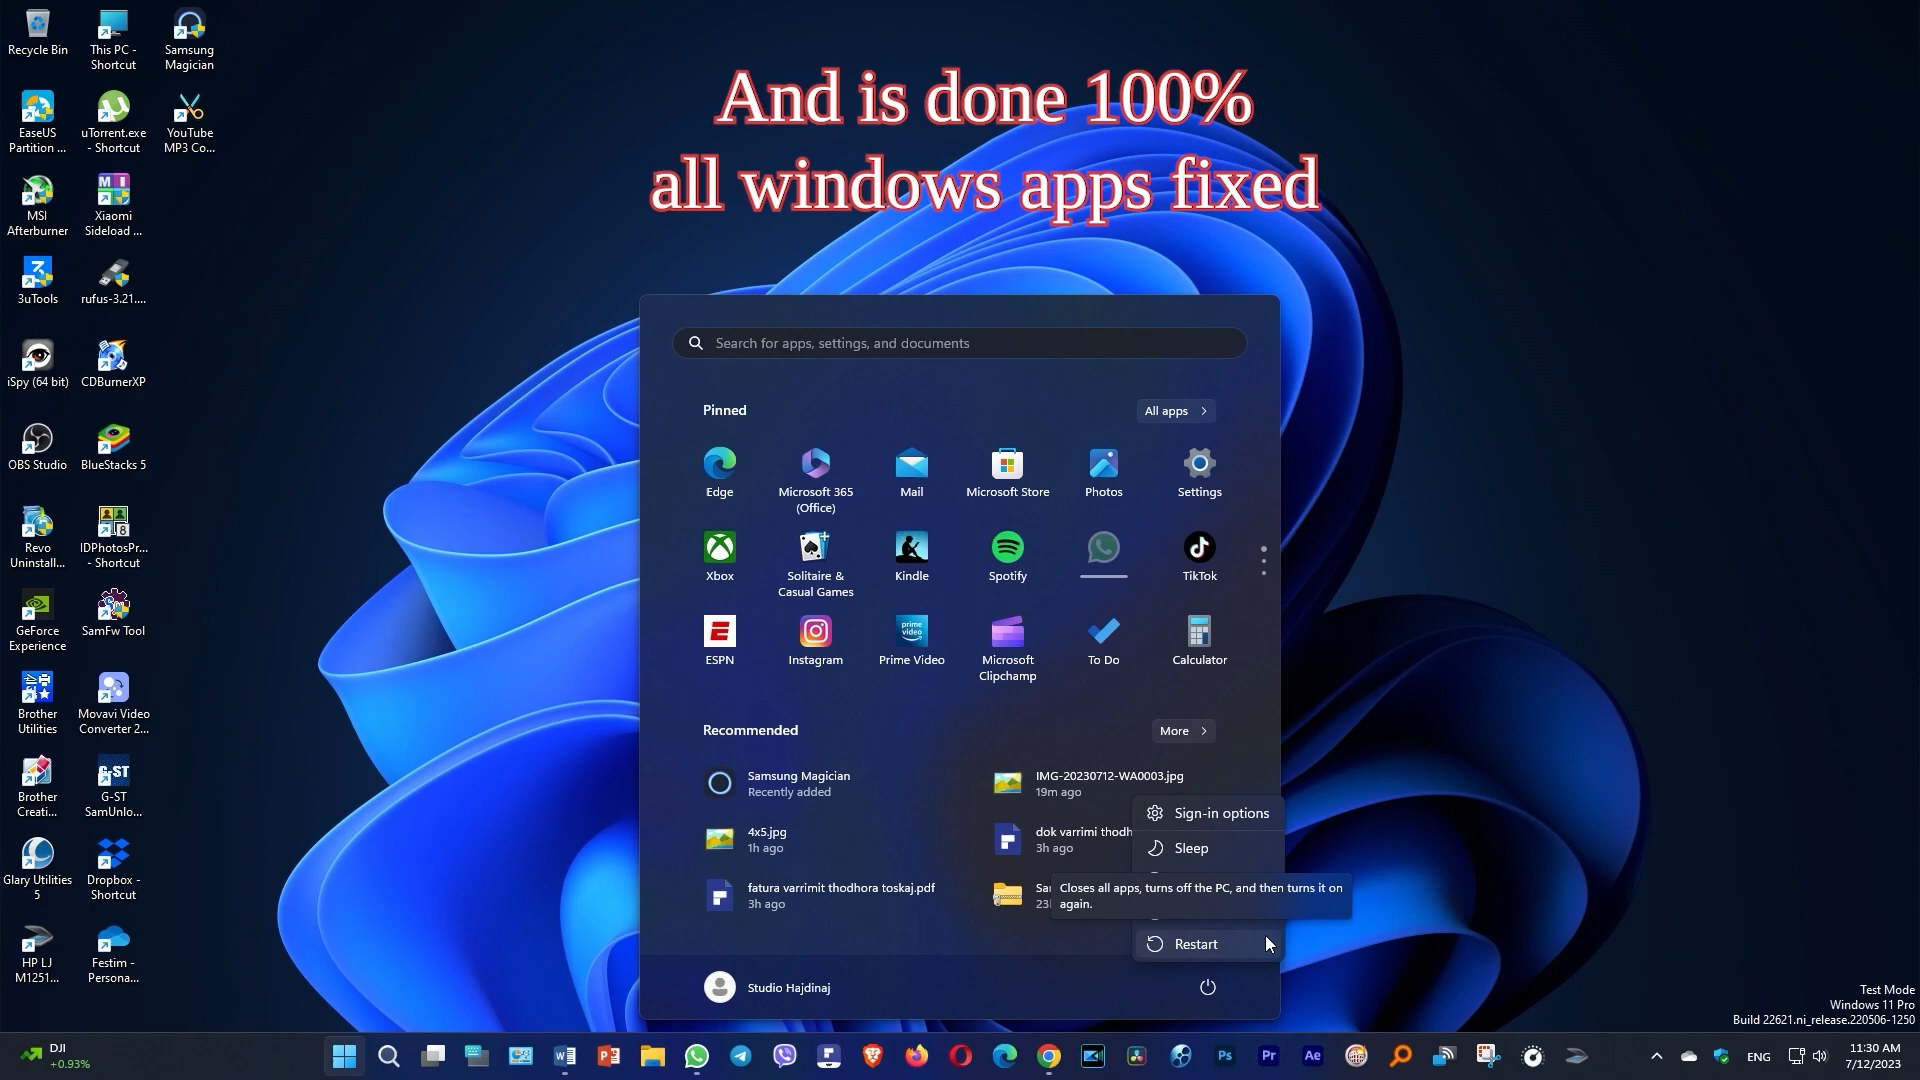 And is done 100%
all windows apps fixed
Recycle Bin
This PC -
Shortcut
Samsung
Magician
EaseUS
Partition ...
uTorrent.exe
- Shortcut
YouTube
MP3 Co...
MSI
Afterburner
Xiaomi
Sideload ...
3uTools
rufus-3.21....
iSpy (64 bit)
CDBurnerXP
OBS Studio
BlueStacks 5
Revo
Uninstall...
IDPhotosPr...
- Shortcut
GeForce
Experience
SamFw Tool
Brother
Utilities
Movavi Video
Converter 2...
Brother
Creati...
G-ST
G-ST
SamUnlo...
Glary Utilities
5
Dropbox -
Shortcut
HP LJ
M1251...
Festim -
Persona...
Search for apps, settings, and documents
Pinned
All apps
Edge
Microsoft 365
(Office)
Mail
Microsoft Store
Photos
Settings
Xbox
Solitaire &
Casual Games
Kindle
Spotify
TikTok
ESPN
Instagram
prime
video
Prime Video
Microsoft
Clipchamp
To Do
Calculator
Recommended
More
Samsung Magician
Recently added
IMG-20230712-WA0003.jpg
19m ago
4x5.jpg
1h ago
dok varrimi thodh
3h ago
fatura varrimit thodhora toskaj.pdf
3h ago
Sign-in options
Sleep
Closes all apps, turns off the PC, and then turns it on
again.
Restart
Studio Hajdinaj
Test Mode
Windows 11 Pro
Build 22621.ni_release.220506-1250
DJI
+0.93%
Ps
Pr
Ae
ENG
11:30 AM
7/12/2023